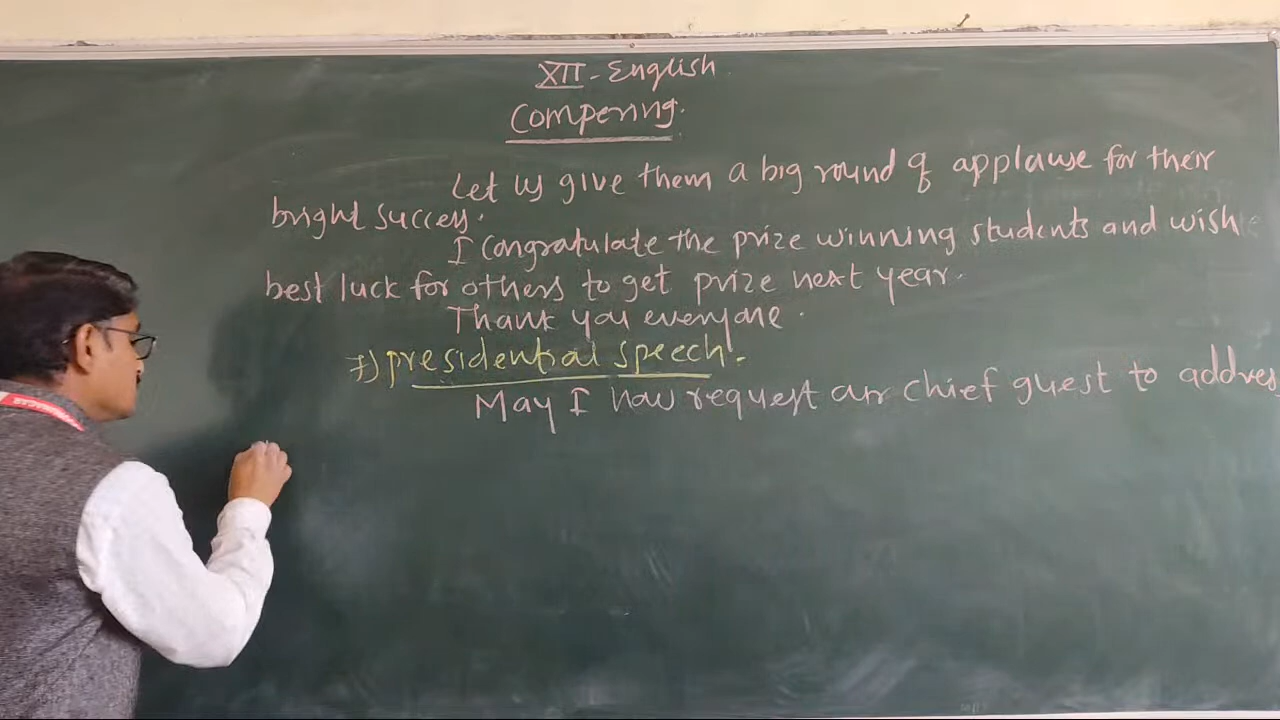 XII - English
Compering.
Let us give them a big round of applause for their
bright success.
I congratulate the prize winning students and wish
best luck for others to get prize next year.
Thank you everyone.
7) presidential speech.
May I now request our chief guest to address